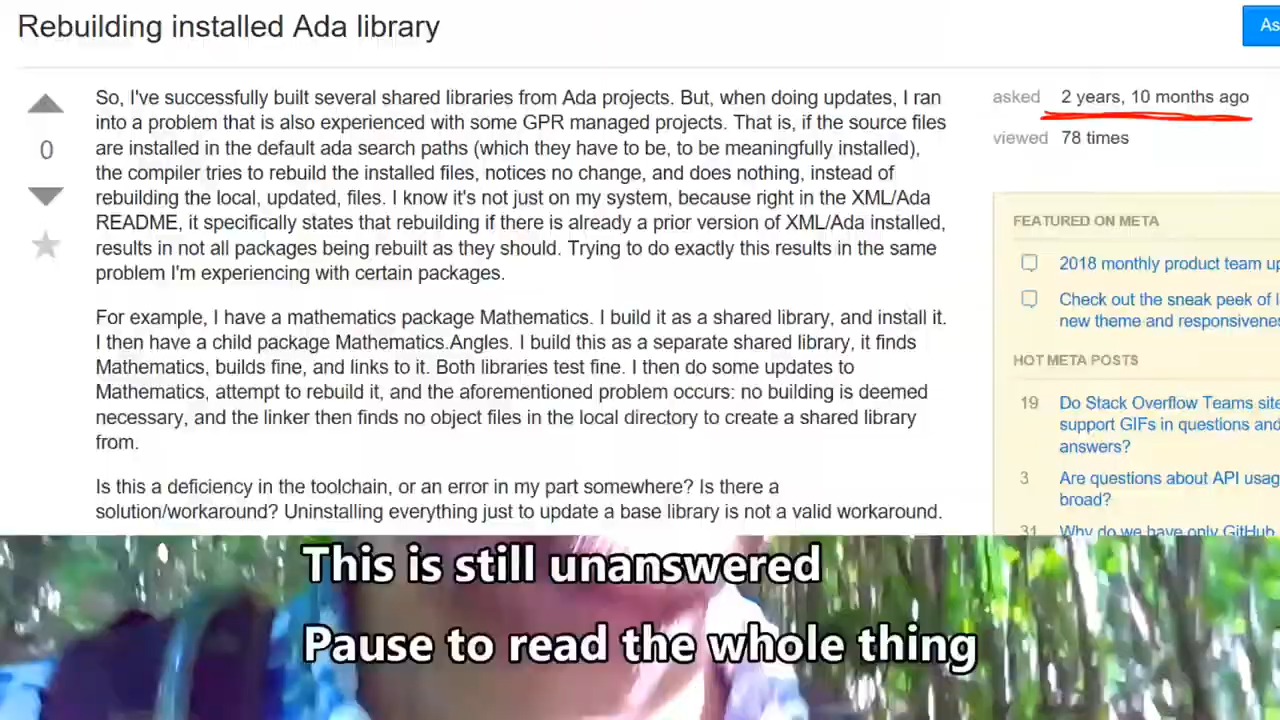 Rebuilding installed Ada library
As
So, I've successfully built several shared libraries from Ada projects. But, when doing updates, I ran
into a problem that is also experienced with some GPR managed projects. That is, if the source files
are installed in the default ada search paths (which they have to be, to be meaningfully installed),
the compiler tries to rebuild the installed files, notices no change, and does nothing, instead of
rebuilding the local, updated, files. I know it's not just on my system, because right in the XML/Ada
README, it specifically states that rebuilding if there is already a prior version of XML/Ada installed,
results in not all packages being rebuilt as they should. Trying to do exactly this results in the same
problem I'm experiencing with certain packages.
0
For example, I have a mathematics package Mathematics. I build it as a shared library, and install it.
I then have a child package Mathematics.Angles. I build this as a separate shared library, it finds
Mathematics, builds fine, and links to it. Both libraries test fine. I then do some updates to
Mathematics, attempt to rebuild it, and the aforementioned problem occurs: no building is deemed
necessary, and the linker then finds no object files in the local directory to create a shared library
from.
Is this a deficiency in the toolchain, or an error in my part somewhere? Is there a
solution/workaround? Uninstalling everything just to update a base library is not a valid workaround.
asked 2 years, 10 months ago
viewed 78 times
FEATURED ON META
2018 monthly product team up
Check out the sneak peek of
new theme and responsivenes
HOT META POSTS
19 Do Stack Overflow Teams site
support GIFs in questions and
answers?
3 Are questions about API usag
broad?
31 Why do we have only GitHub
This is still unanswered
Pause to read the whole thing